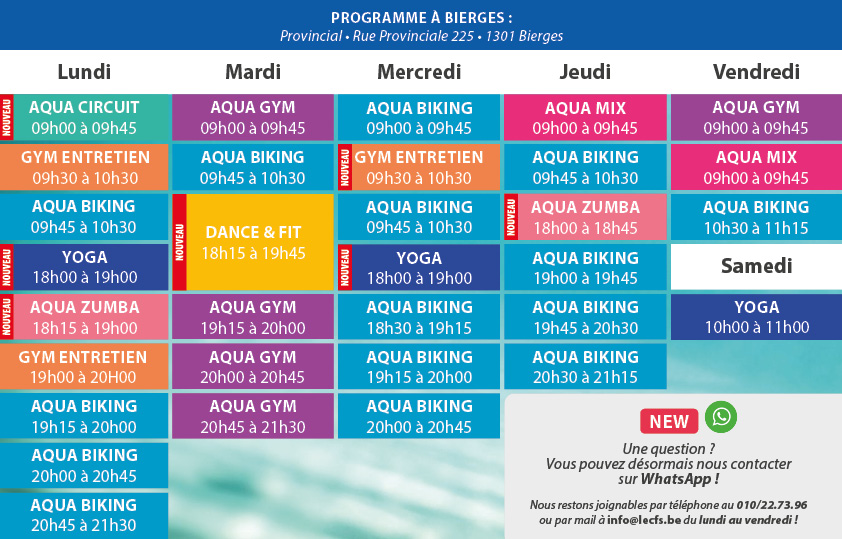 PROGRAMME À BIERGES :
Provincial • Rue Provinciale 225 • 1301 Bierges
Lundi
NOUVEAU
AQUA CIRCUIT
09h00 à 09h45
GYM ENTRETIEN
09h30 à 10h30
AQUA BIKING
09h45 à 10h30
NOUVEAU
YOGA
18h00 à 19h00
NOUVEAU
AQUA ZUMBA
18h15 à 19h00
GYM ENTRETIEN
19h00 à 20H00
AQUA BIKING
19h15 à 20h00
AQUA BIKING
20h00 à 20h45
AQUA BIKING
20h45 à 21h30
Mardi
AQUA GYM
09h00 à 09h45
AQUA BIKING
09h45 à 10h30
NOUVEAU
DANCE & FIT
18h15 à 19h45
AQUA GYM
19h15 à 20h00
AQUA GYM
20h00 à 20h45
AQUA GYM
20h45 à 21h30
Mercredi
AQUA BIKING
09h00 à 09h45
NOUVEAU
GYM ENTRETIEN
09h30 à 10h30
AQUA BIKING
09h45 à 10h30
NOUVEAU
YOGA
18h00 à 19h00
AQUA BIKING
18h30 à 19h15
AQUA BIKING
19h15 à 20h00
AQUA BIKING
20h00 à 20h45
Jeudi
AQUA MIX
09h00 à 09h45
AQUA BIKING
09h45 à 10h30
NOUVEAU
AQUA ZUMBA
18h00 à 18h45
AQUA BIKING
19h00 à 19h45
AQUA BIKING
19h45 à 20h30
AQUA BIKING
20h30 à 21h15
Vendredi
AQUA GYM
09h00 à 09h45
AQUA MIX
09h00 à 09h45
AQUA BIKING
10h30 à 11h15
Samedi
YOGA
10h00 à 11h00
NEW
Une question ?
Vous pouvez désormais nous contacter
sur WhatsApp !
Nous restons joignables par téléphone au 010/22.73.96
ou par mail à info@lecfs.be du lundi au vendredi !